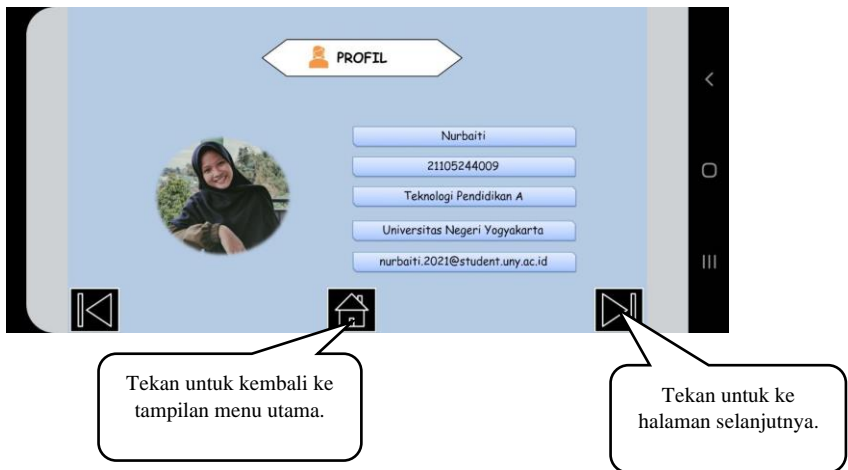 PROFIL
Nurbaiti
21105244009
Teknologi Pendidikan A
Universitas Negeri Yogyakarta
nurbaiti.2021@student.uny.ac.id
Tekan untuk kembali ke
tampilan menu utama.
Tekan untuk ke
halaman selanjutnya.